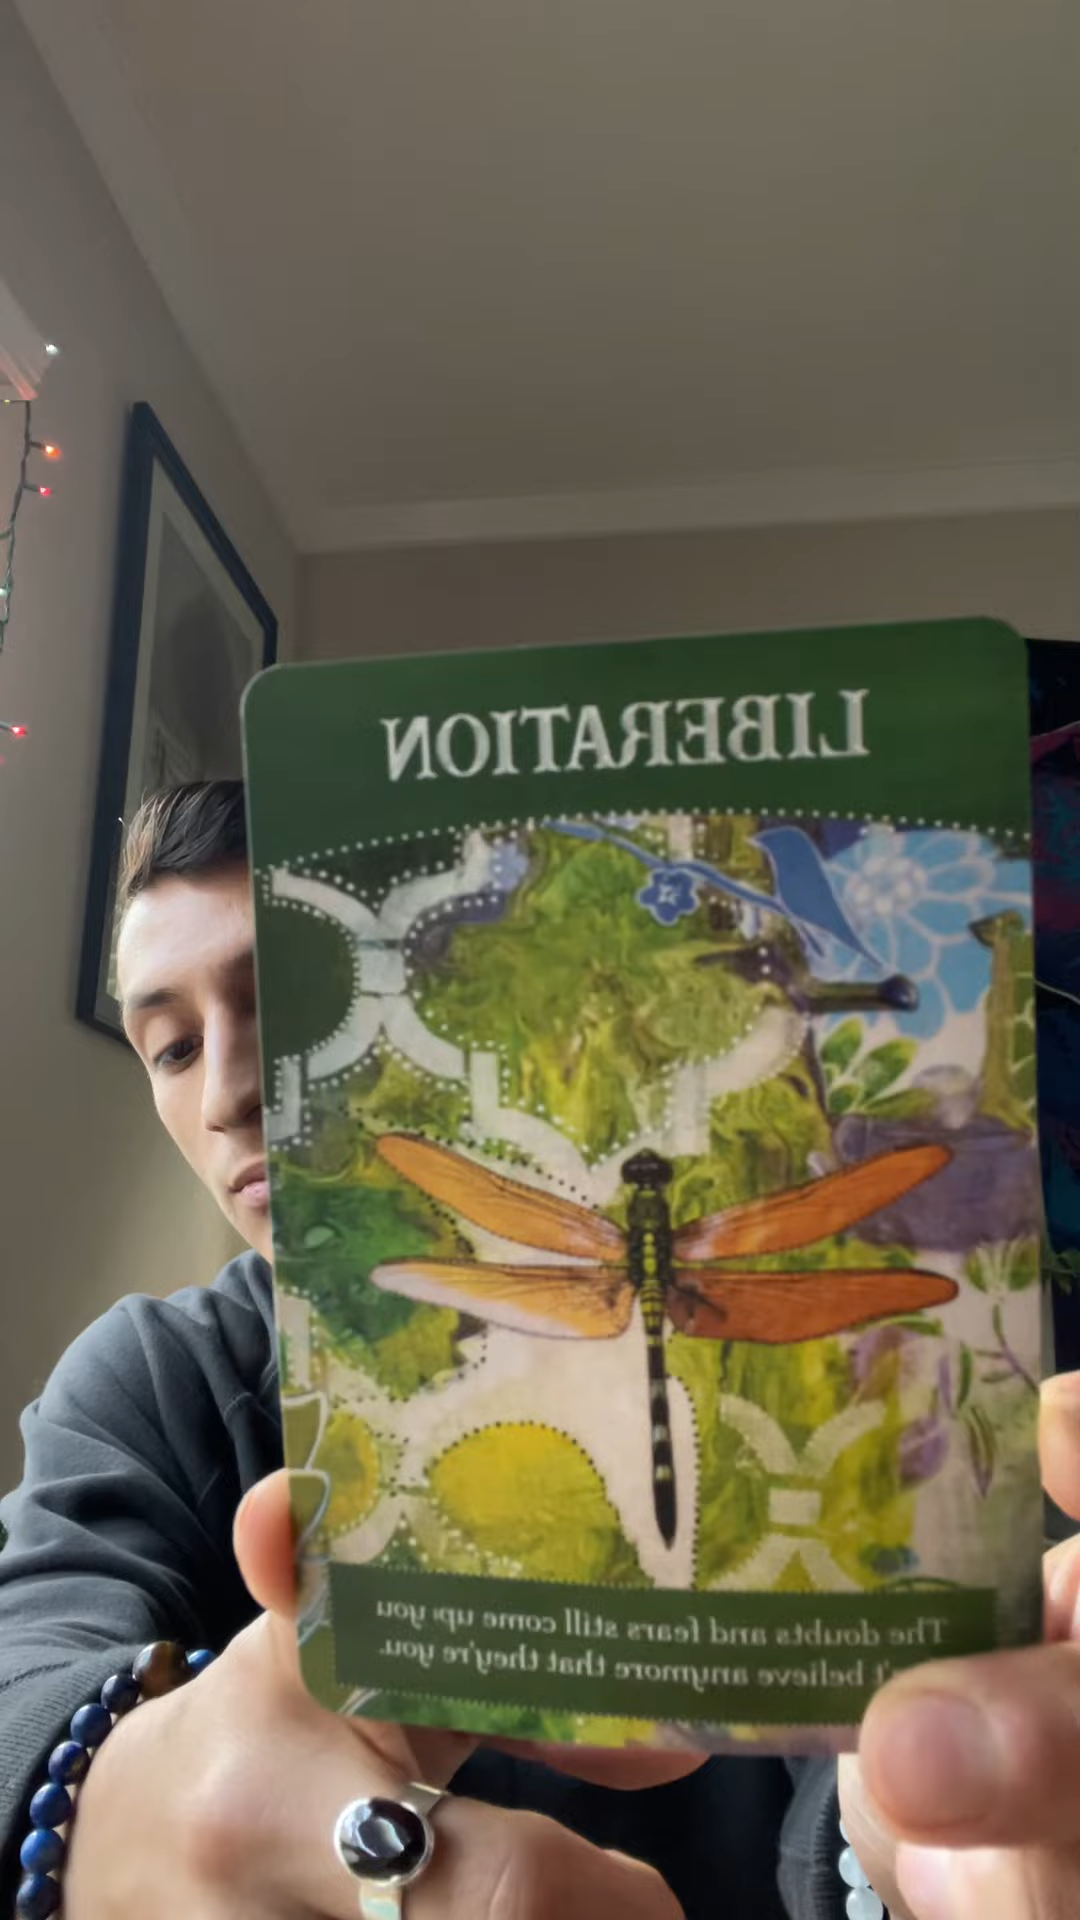 LIBERATION
The doubts and fears still come up; you
't believe anymore that they're you.